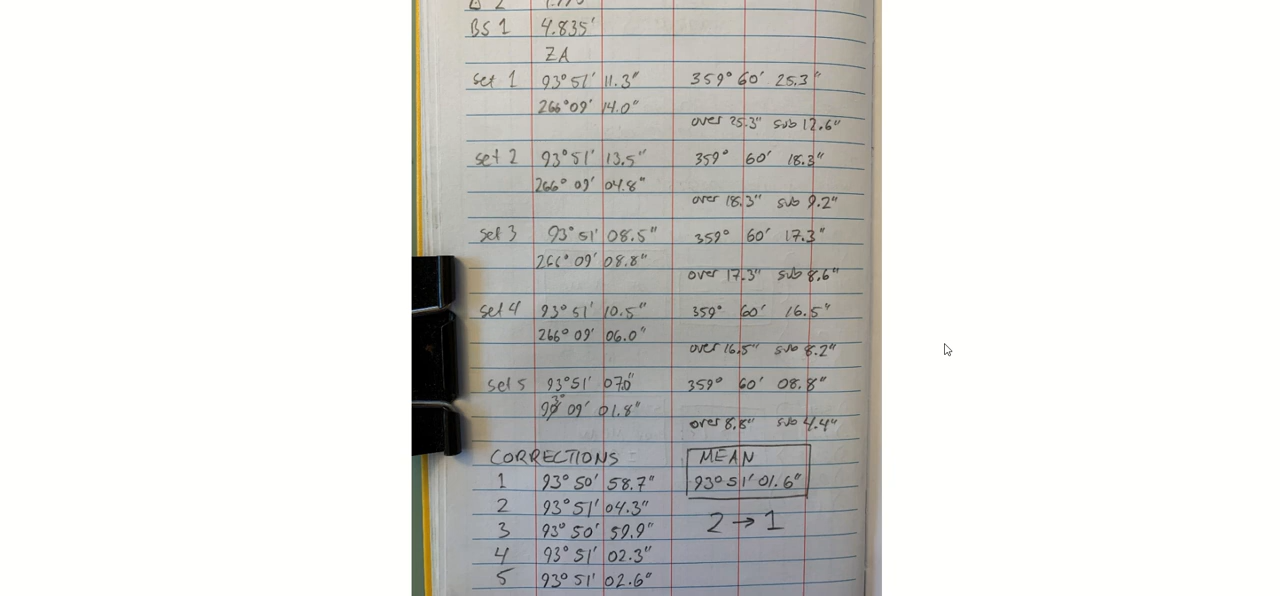 Δ 2 1.770'
BS 1 4.835'
ZA
set 1 93° 51' 11.3" 359° 60' 25.3"
266° 09' 14.0"
over 25.3" sub 12.6"
set 2 93° 51' 13.5" 359° 60' 18.3"
266° 09' 04.8"
over 18.3" sub 9.2"
set 3 93° 51' 08.5" 359° 60' 17.3"
266° 09' 08.8"
over 17.3" sub 8.6"
set 4 93° 51' 10.5" 359° 60' 16.5"
266° 09' 06.0"
over 16.5" sub 8.2"
set 5 93° 51' 07.0" 359° 60' 08.8"
09' 01.8"
over 8.8" sub 4.4"
CORRECTIONS MEAN
1 93° 50' 58.7" 93° 51' 01.6"
2 93° 51' 04.3" 2 → 1
3 93° 50' 59.9"
4 93° 51' 02.3"
5 93° 51' 02.6"